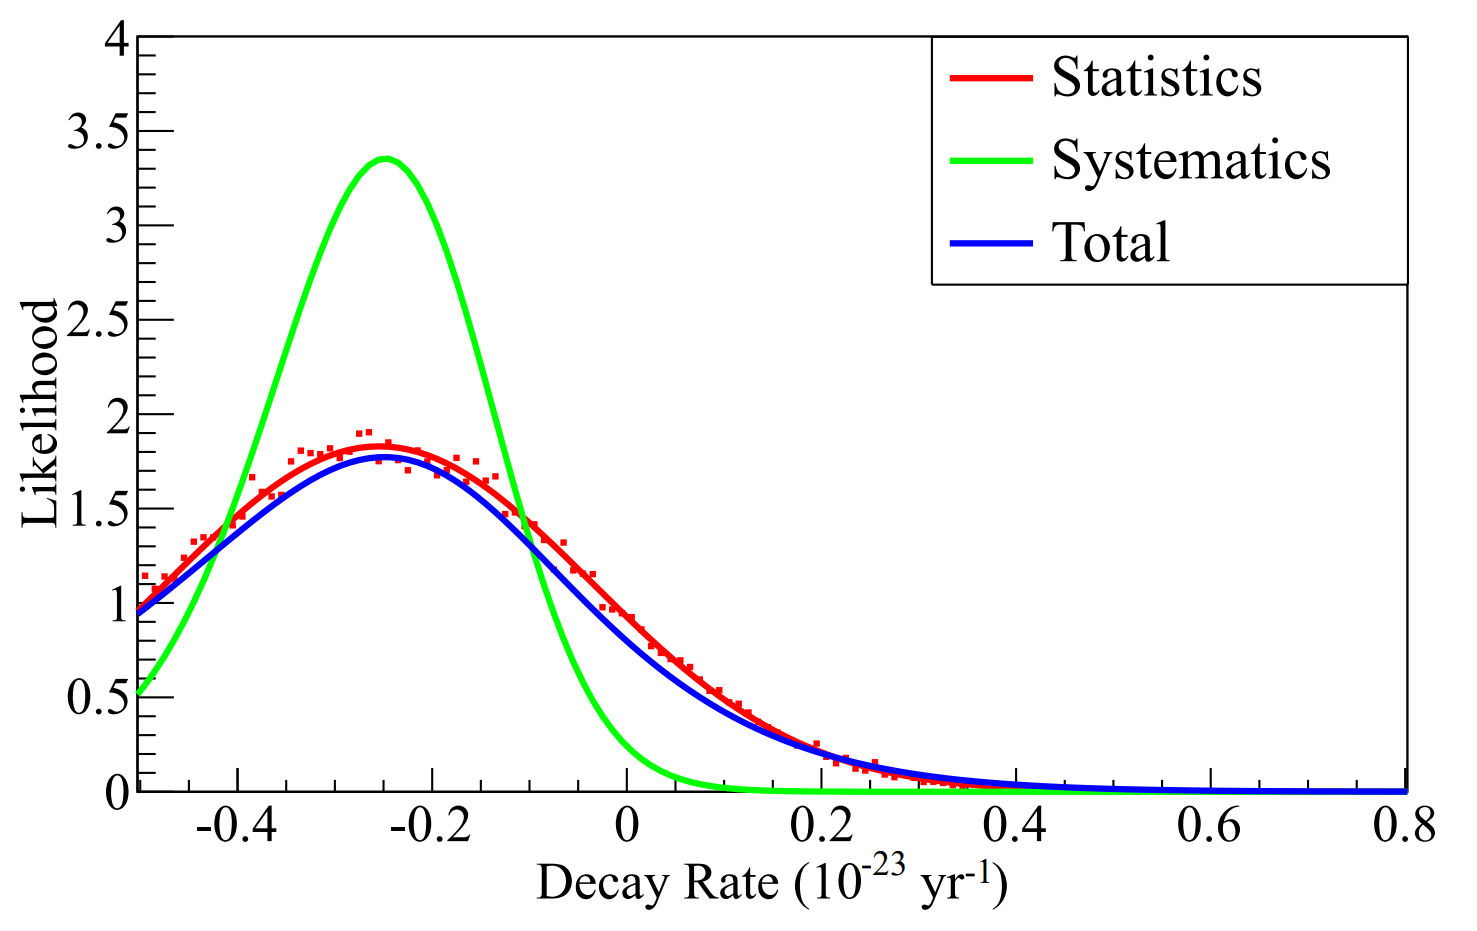 4
3.5
3
2.5
2
1.5
1
0.5
0
Likelihood
Statistics
Systematics
Total
-0.4 -0.2 0 0.2 0.4 0.6 0.8
Decay Rate (10⁻²³ yr⁻¹)